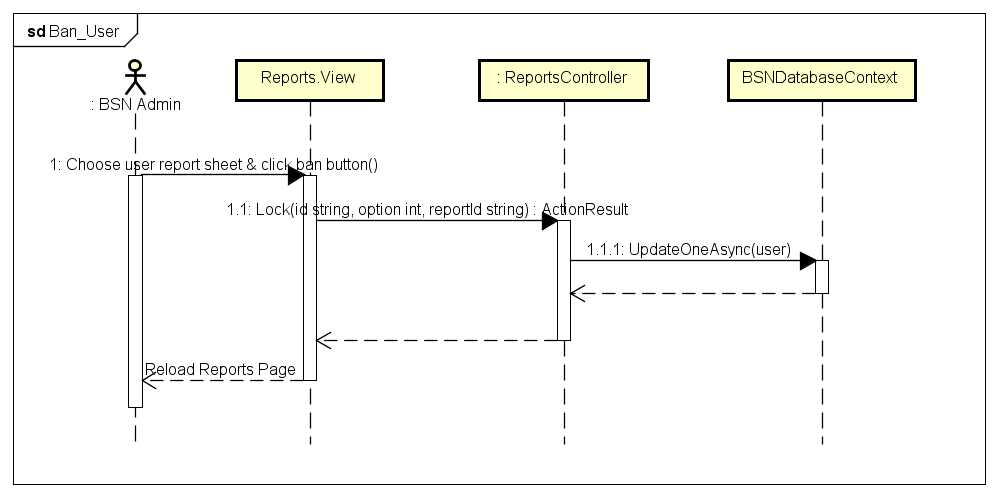 sd Ban_User
: BSN Admin
Reports.View
: ReportsController
BSNDatabaseContext
1: Choose user report sheet & click ban button()
1.1: Lock(id string, option int, reportId string) : ActionResult
1.1.1: UpdateOneAsync(user)
Reload Reports Page